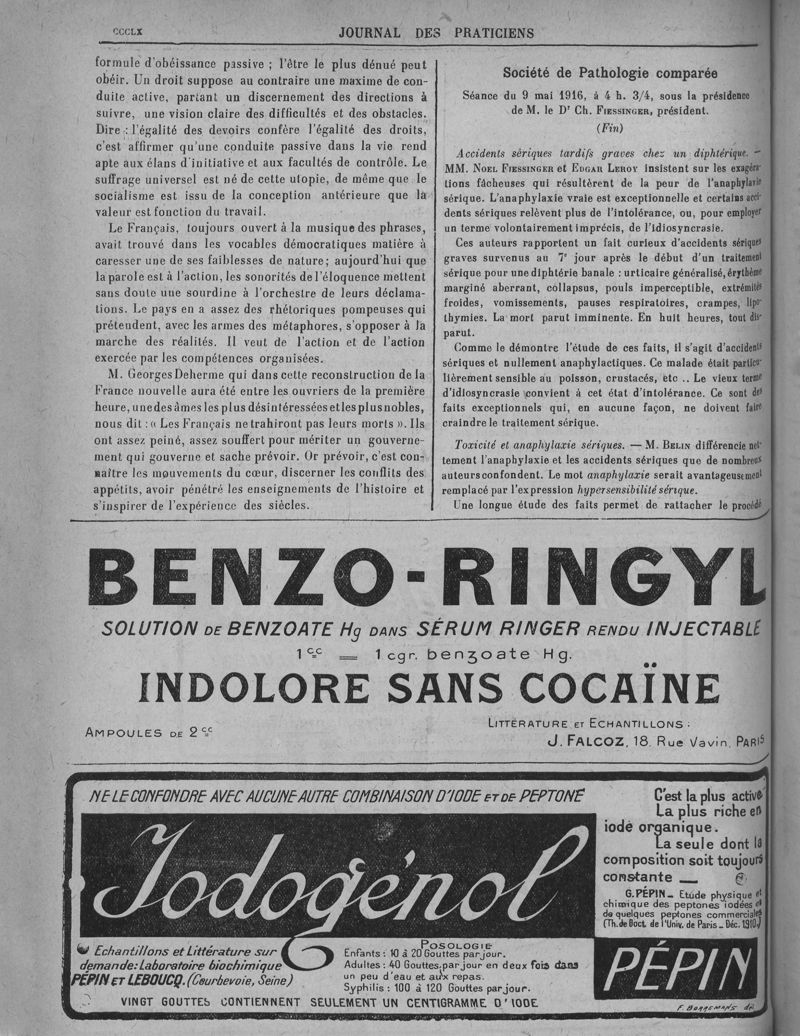 CCCLX
JOURNAL DES PRATICIENS
formule d'obéissance passive ; l'être le plus dénué peut
obéir. Un droit suppose au contraire une maxime de con-
duite active, partant un discernement des directions à
suivre, une vision claire des difficultés et des obstacles.
Dire : l'égalité des devoirs confère l'égalité des droits,
c'est affirmer qu'une conduite passive dans la vie rend
apte aux élans d'initiative et aux facultés de contrôle. Le
suffrage universel est né de cette utopie, de même que le
socialisme est issu de la conception antérieure que la
valeur est fonction du travail.
Le Français, toujours ouvert à la musique des phrases,
avait trouvé dans les vocables démocratiques matière à
caresser une de ses faiblesses de nature ; aujourd'hui que
la parole est à l'action, les sonorités de l'éloquence mettent
sans doute une sourdine à l'orchestre de leurs déclama-
tions. Le pays en a assez des rhétoriques pompeuses qui
prétendent, avec les armes des métaphores, s'opposer à la
marche des réalités. Il veut de l'action et de l'action
exercée par les compétences organisées.
M. Georges Deherme qui dans cette reconstruction de la
France nouvelle aura été entre les ouvriers de la première
heure, une des âmes les plus désintéressées et les plus nobles,
nous dit : « Les Français ne trahiront pas leurs morts ». Ils
ont assez peiné, assez souffert pour mériter un gouverne-
ment qui gouverne et sache prévoir. Or prévoir, c'est con-
naître les mouvements du cœur, discerner les conflits des
appétits, avoir pénétré les enseignements de l'histoire et
s'inspirer de l'expérience des siècles.
Société de Pathologie comparée
Séance du 9 mai 1916, à 4 h. 3/4, sous la présidence
de M. le Dr Ch. FIESSINGER, président.
(Fin)
Accidents sériques tardifs graves chez un diphtérique. —
MM. NOEL FIESSINGER et EDGAR LEROY insistent sur les exagéra-
tions fâcheuses qui résultèrent de la peur de l'anaphylaxie
sérique. L'anaphylaxie vraie est exceptionnelle et certains acci-
dents sériques relèvent plus de l'intolérance, ou, pour employer
un terme volontairement imprécis, de l'idiosyncrasie.
Ces auteurs rapportent un fait curieux d'accidents sériques
graves survenus au 7e jour après le début d'un traitement
sérique pour une diphtérie banale : urticaire généralisé, érythème
marginé aberrant, collapsus, pouls imperceptible, extrémités
froides, vomissements, pauses respiratoires, crampes, lipo-
thymies. La mort parut imminente. En huit heures, tout dis-
parut.
Comme le démontre l'étude de ces faits, il s'agit d'accidents
sériques et nullement anaphylactiques. Ce malade était particu-
lièrement sensible au poisson, crustacés, etc .. Le vieux terme
d'idiosyncrasie convient à cet état d'intolérance. Ce sont des
faits exceptionnels qui, en aucune façon, ne doivent faire
craindre le traitement sérique.
Toxicité et anaphylaxie sériques. — M. BELIN différencie net-
tement l'anaphylaxie et les accidents sériques que de nombreux
auteurs confondent. Le mot anaphylaxie serait avantageusement
remplacé par l'expression hypersensibilité sérique.
Une longue étude des faits permet de rattacher le procédé
BENZO-RINGYL
SOLUTION DE BENZOATE Hg DANS SÉRUM RINGER RENDU INJECTABLE
1 cc = 1 cgr. benzoate Hg.
INDOLORE SANS COCAÏNE
AMPOULES DE 2 cc
LITTÉRATURE ET ECHANTILLONS :
J. FALCOZ, 18, Rue Vavin, PARIS
NE LE CONFONDRE AVEC AUCUNE AUTRE COMBINAISON D'IODE ET DE PEPTONE
Iodogénol
Echantillons et Littérature sur
demande: Laboratoire biochimique
PÉPIN ET LEBOUCQ. (Courbevoie, Seine)
POSOLOGIE
Enfants : 10 à 20 Gouttes par jour.
Adultes : 40 Gouttes, par jour en deux fois dans
un peu d'eau et aux repas.
Syphilis : 100 à 120 Gouttes par jour.
VINGT GOUTTES CONTIENNENT SEULEMENT UN CENTIGRAMME D'IODE
C'est la plus active
La plus riche en
iode organique.
La seule dont la
composition soit toujours
constante
G. PÉPIN _ Etude physique et
chimique des peptones iodées et
de quelques peptones commerciales
(Th. de Doct. de l'Univ. de Paris _ Déc. 1910)
PÉPIN